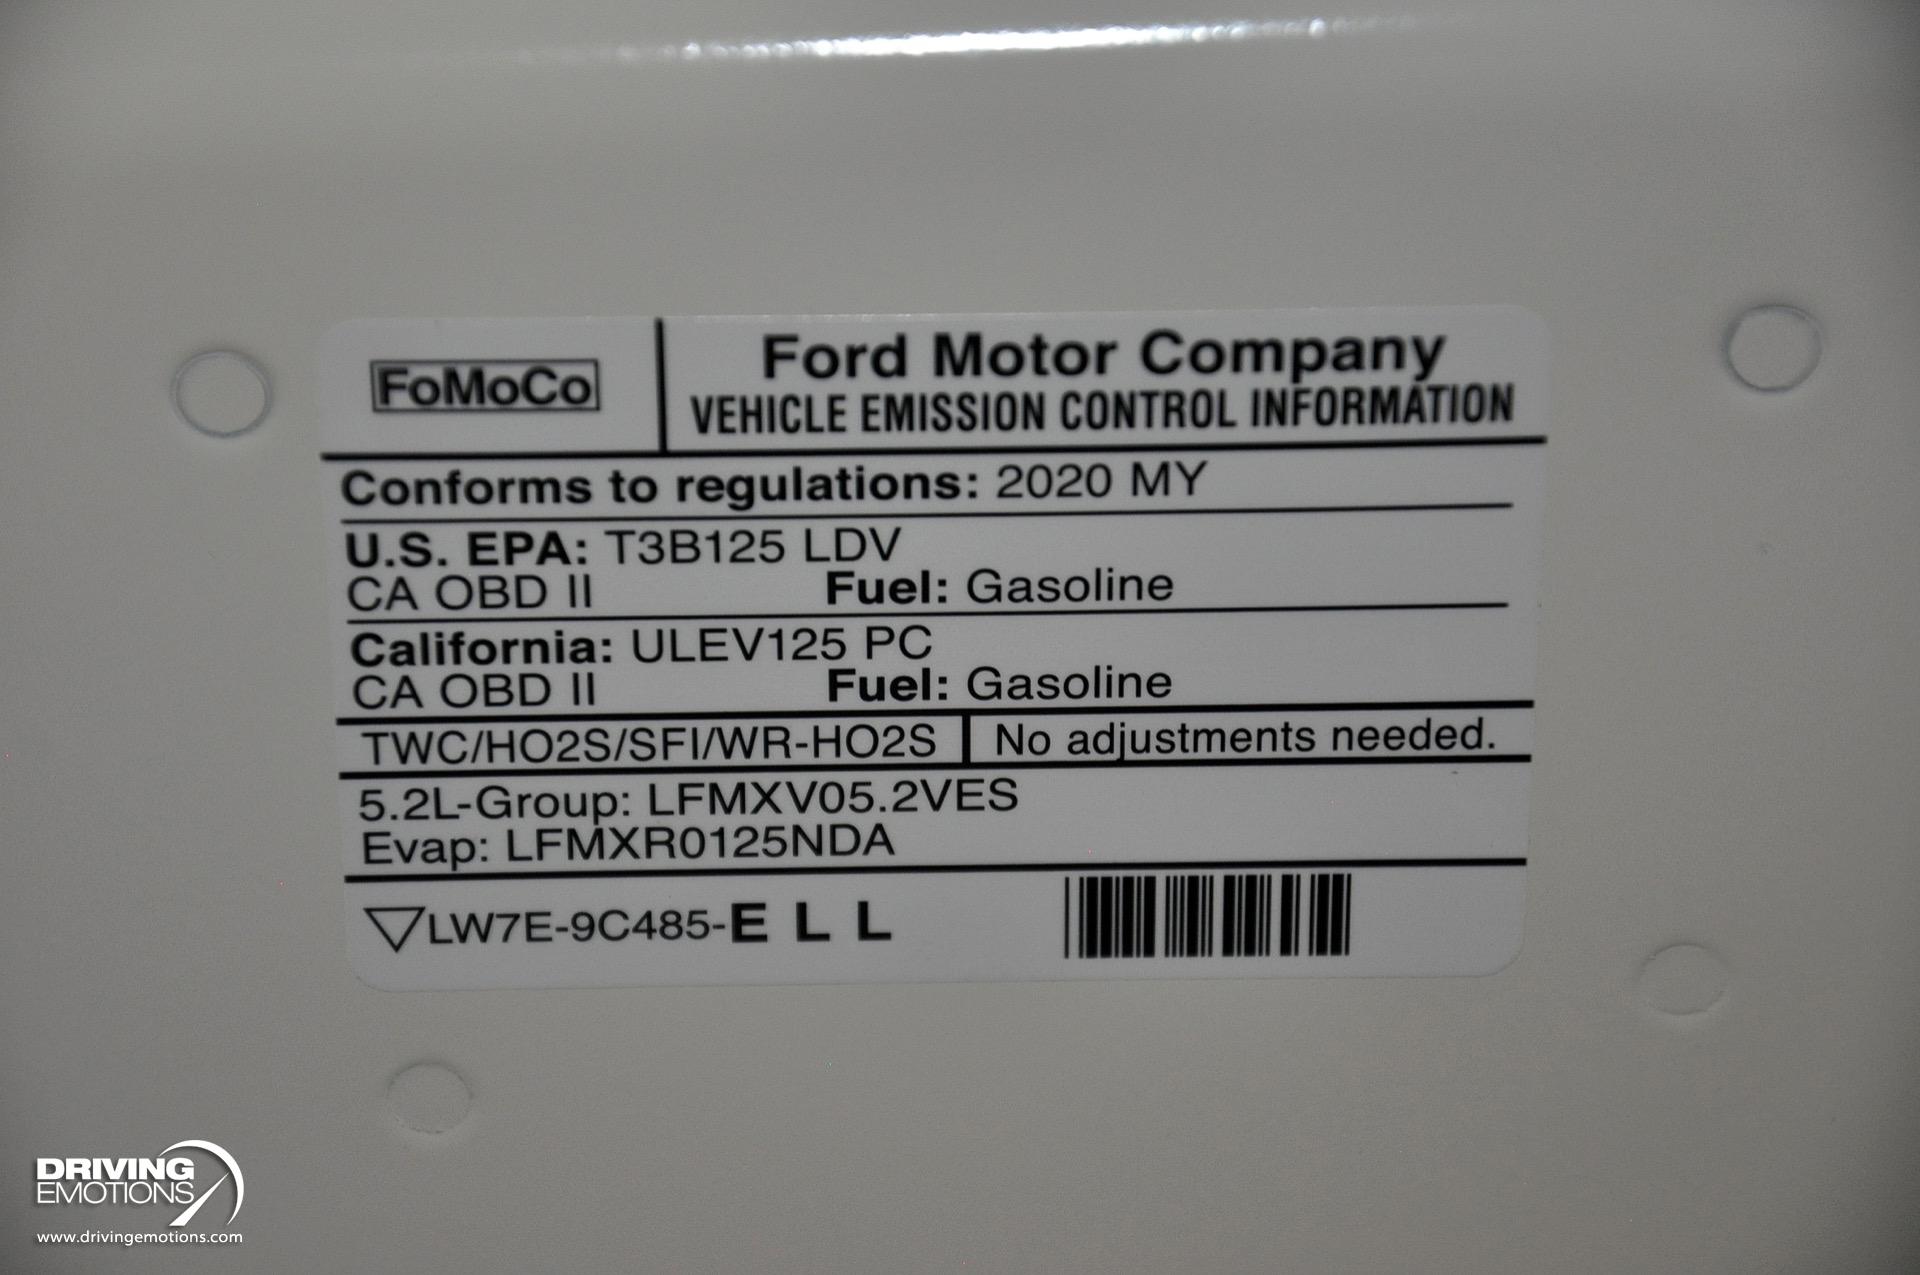 FoMoCo
Ford Motor Company
VEHICLE EMISSION CONTROL INFORMATION
Conforms to regulations: 2020 MY
U.S. EPA: T3B125 LDV
CA OBD II Fuel: Gasoline
California: ULEV125 PC
CA OBD II Fuel: Gasoline
TWC/HO2S/SFI/WR-HO2S No adjustments needed.
5.2L-Group: LFMXV05.2VES
Evap: LFMXR0125NDA
LW7E-9C485-E L L
DRIVING
EMOTIONS
www.drivingemotions.com